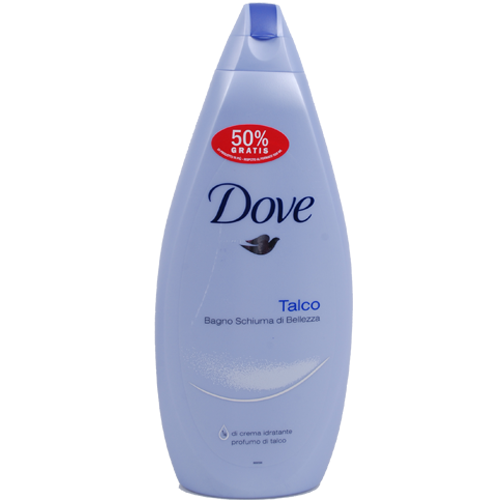 50%
GRATIS
Dove
Talco
Bagno Schiuma di Bellezza
di crema idratante
profumo di talco